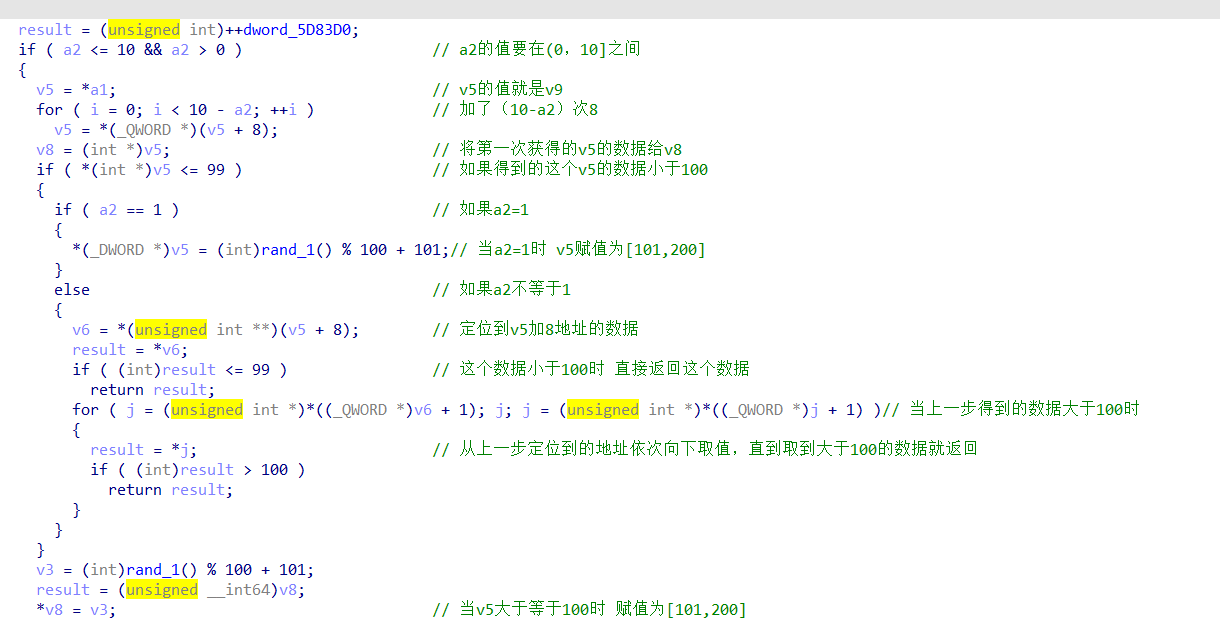 result = (unsigned int)++dword_5D83D0;
if ( a2 <= 10 && a2 > 0 ) // a2的值要在(0，10]之间
{
v5 = *a1; // v5的值就是v9
for ( i = 0; i < 10 - a2; ++i ) // 加了（10-a2）次8
v5 = *(_QWORD *)(v5 + 8);
v8 = (int *)v5; // 将第一次获得的v5的数据给v8
if ( *(int *)v5 <= 99 ) // 如果得到的这个v5的数据小于100
{
if ( a2 == 1 ) // 如果a2=1
{
*(_DWORD *)v5 = (int)rand_1() % 100 + 101;// 当a2=1时 v5赋值为[101,200]
}
else // 如果a2不等于1
{
v6 = *(unsigned int **)(v5 + 8); // 定位到v5加8地址的数据
result = *v6;
if ( (int)result <= 99 ) // 这个数据小于100时 直接返回这个数据
return result;
for ( j = (unsigned int *)*((_QWORD *)v6 + 1); j; j = (unsigned int *)*((_QWORD *)j + 1) )// 当上一步得到的数据大于100时
{
result = *j; // 从上一步定位到的地址依次向下取值，直到取到大于100的数据就返回
if ( (int)result > 100 )
return result;
}
}
}
v3 = (int)rand_1() % 100 + 101;
result = (unsigned __int64)v8;
*v8 = v3; // 当v5大于等于100时 赋值为[101,200]